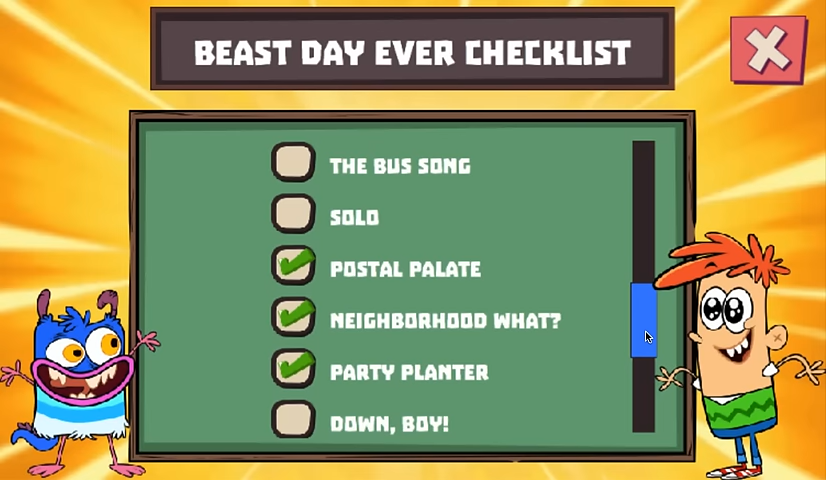 BEAST DAY EVER CHECKLIST
THE BUS SONG
SOLO
POSTAL PALATE
NEIGHBORHOOD WHAT?
PARTY PLANTER
DOWN, BOY!